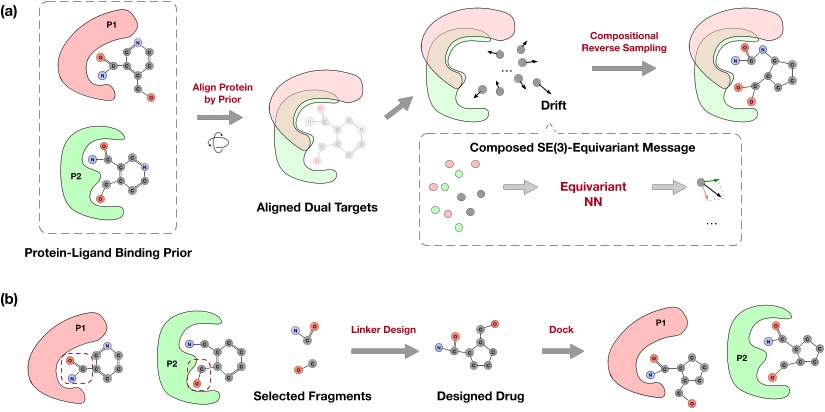 (a)
P1
P2
Protein-Ligand Binding Prior
Align Protein
by Prior
Aligned Dual Targets
...
Drift
Compositional
Reverse Sampling
Composed SE(3)-Equivariant Message
Equivariant
NN
...
(b)
P1
P2
Selected Fragments
Linker Design
Designed Drug
Dock
P1
P2